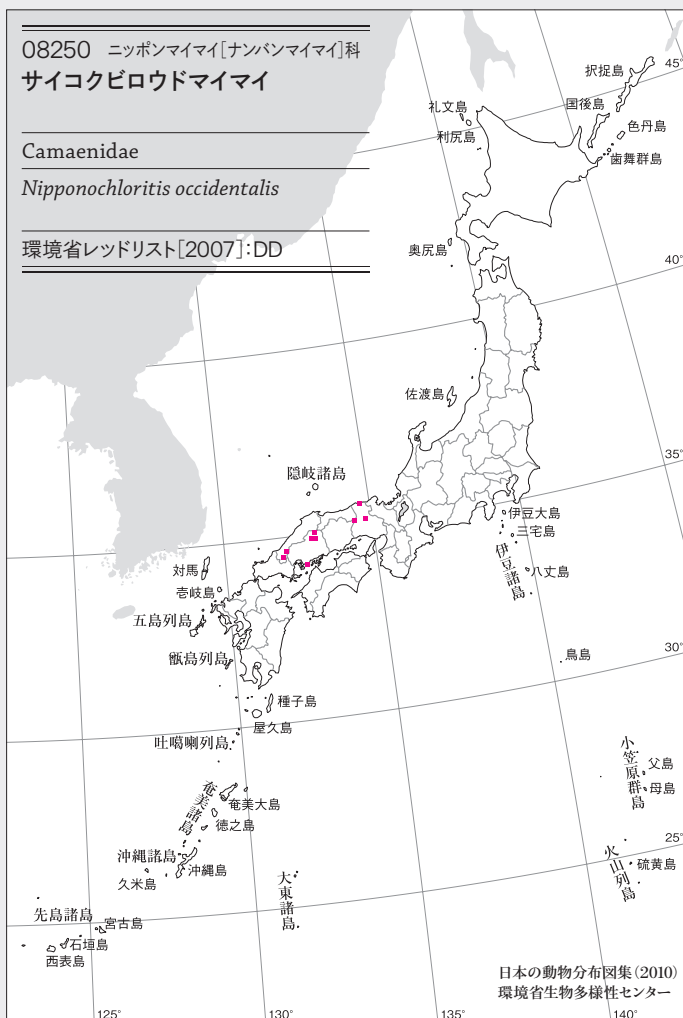 08250 ニッポンマイマイ[ナンバンマイマイ]科
サイコクビロウドマイマイ
Camaenidae
Nipponochloritis occidentalis
環境省レッドリスト[2007]:DD
択捉島
45°
国後島
礼文島
色丹島
利尻島
歯舞群島
奥尻島
40°
佐渡島
35°
隠岐諸島
伊豆大島
三宅島
伊豆諸島
八丈島
対馬
壱岐島
五島列島
甑島列島
鳥島
30°
種子島
屋久島
吐噶喇列島
小笠原群島
父島
母島
奄美諸島
奄美大島
徳之島
25°
沖縄諸島
沖縄島
久米島
火山列島
硫黄島
大東諸島
先島諸島
宮古島
石垣島
西表島
日本の動物分布図集(2010)
環境省生物多様性センター
125°
130°
135°
140°